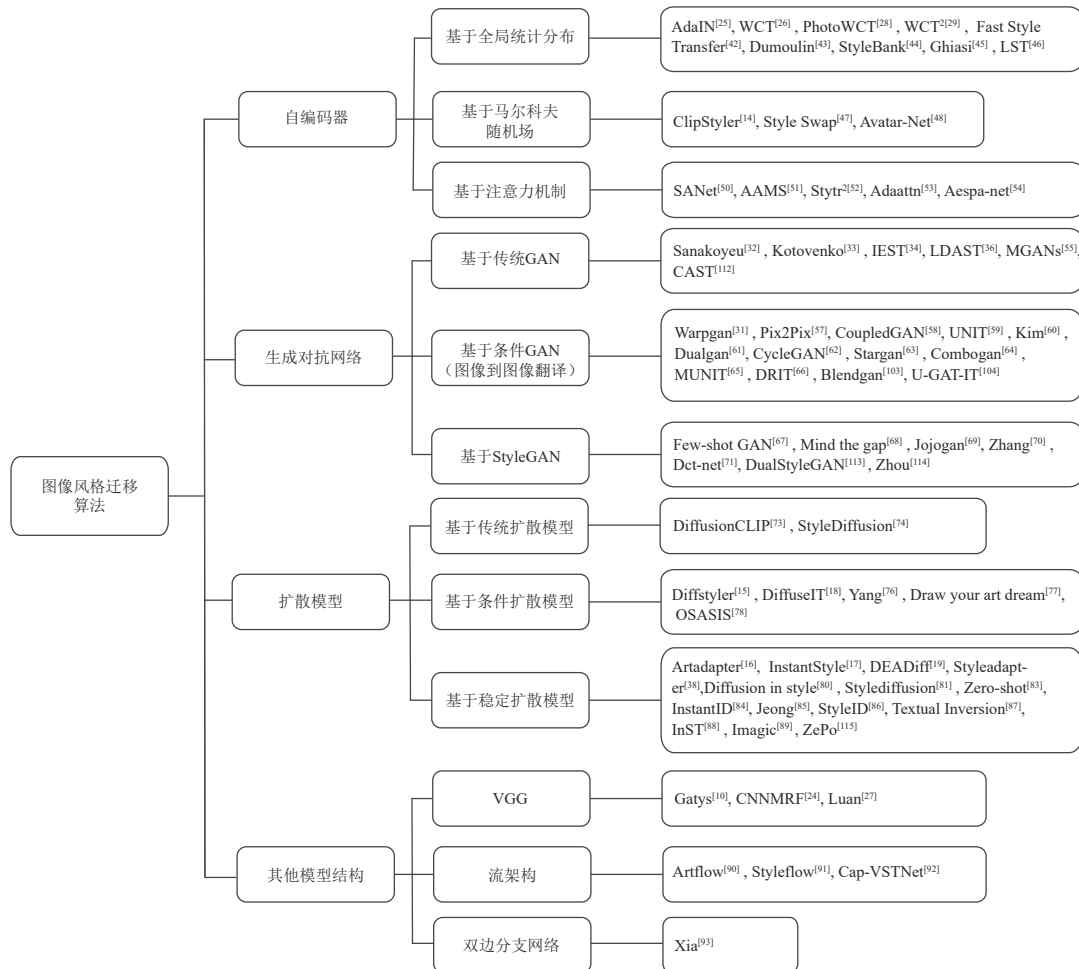 图像风格迁移
算法
自编码器
基于全局统计分布
AdaIN[25], WCT[26] , PhotoWCT[28] , WCT2[29] , Fast Style
Transfer[42], Dumoulin[43], StyleBank[44], Ghiasi[45] , LST[46]
基于马尔科夫
随机场
ClipStyler[14], Style Swap[47], Avatar-Net[48]
基于注意力机制
SANet[50], AAMS[51], Stytr2[52], Adaattn[53], Aespa-net[54]
生成对抗网络
基于传统GAN
Sanakoyeu[32] , Kotovenko[33] , IEST[34], LDAST[36], MGANs[55],
CAST[112]
基于条件GAN
（图像到图像翻译）
Warpgan[31], Pix2Pix[57], CoupledGAN[58], UNIT[59] , Kim[60] ,
Dualgan[61], CycleGAN[62] , Stargan[63] , Combogan[64] ,
MUNIT[65] , DRIT[66] , Blendgan[103] , U-GAT-IT[104]
基于StyleGAN
Few-shot GAN[67] , Mind the gap[68] , Jojogan[69], Zhang[70] ,
Dct-net[71], DualStyleGAN[113] , Zhou[114]
扩散模型
基于传统扩散模型
DiffusionCLIP[73] , StyleDiffusion[74]
基于条件扩散模型
Diffstyler[15] , DiffuseIT[18], Yang[76] , Draw your art dream[77],
OSASIS[78]
基于稳定扩散模型
Artadapter[16], InstantStyle[17], DEADiff[19], Styleadapt-
er[38],Diffusion in style[80] , Stylediffusion[81] , Zero-shot[83],
InstantID[84], Jeong[85], StyleID[86], Textual Inversion[87],
InST[88] , Imagic[89] , ZePo[115]
其他模型结构
VGG
Gatys[10], CNNMRF[24], Luan[27]
流架构
Artflow[90] , Styleflow[91], Cap-VSTNet[92]
双边分支网络
Xia[93]